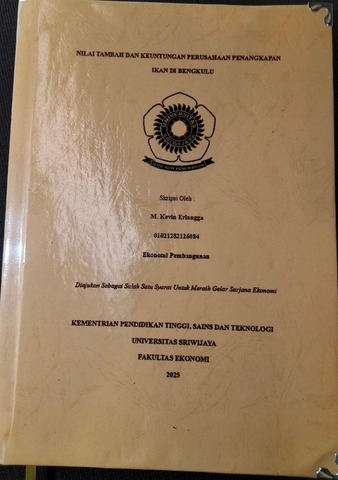 NILAI TAMBAH DAN KEUNTUNGAN PERUSAHAAN PENANGKAPAN
IKAN DI BENGKULU
Skripsi Oleh :
M. Kevin Erlangga
01021282126084
Ekonomi Pembangunan
Diajukan Sebagai Salah Satu Syarat Untuk Meraih Gelar Sarjana Ekonomi
KEMENTRIAN PENDIDIKAN TINGGI, SAINS DAN TEKNOLOGI
UNIVERSITAS SRIWIJAYA
FAKULTAS EKONOMI
2025